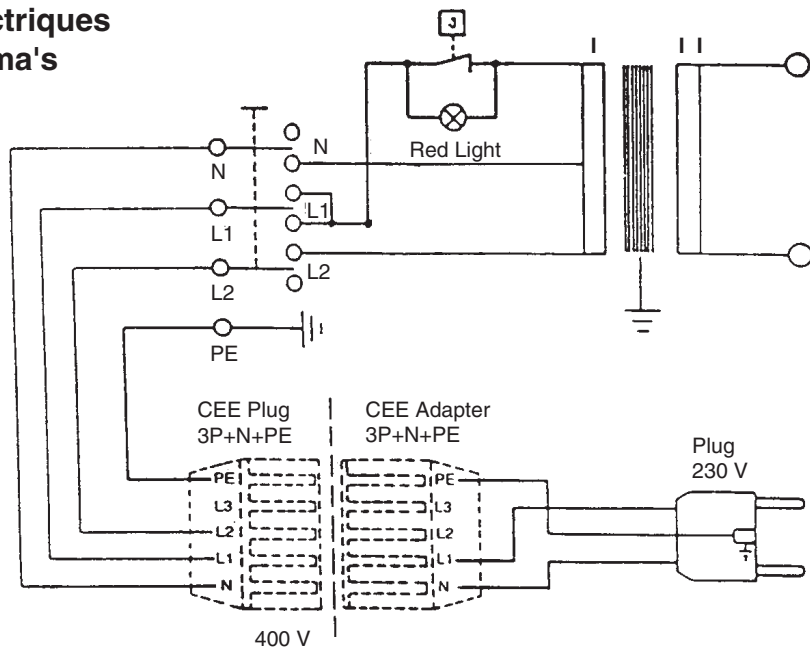 ctriques
ma's
J
I
I I
Red Light
N
N
L1
L1
L2
L2
PE
CEE Plug
3P+N+PE
CEE Adapter
3P+N+PE
Plug
230 V
PE
PE
L3
L3
L2
L2
L1
L1
N
N
400 V